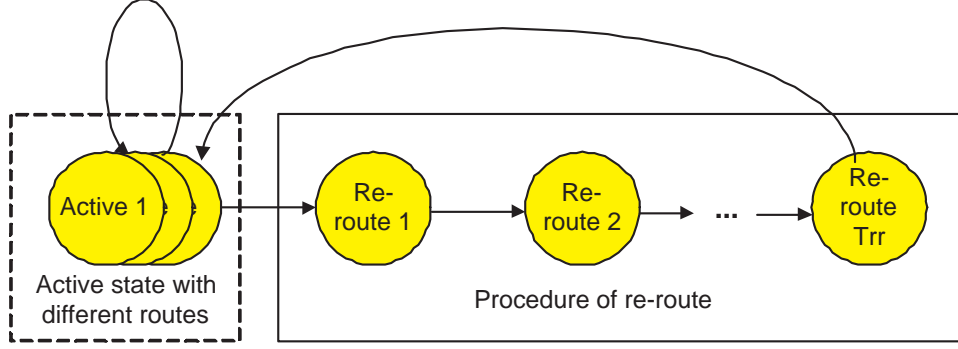 Active 1
e
e
Re-
route 1
Re-
route 2
...
Re-
route
Trr
Active state with
different routes
Procedure of re-route